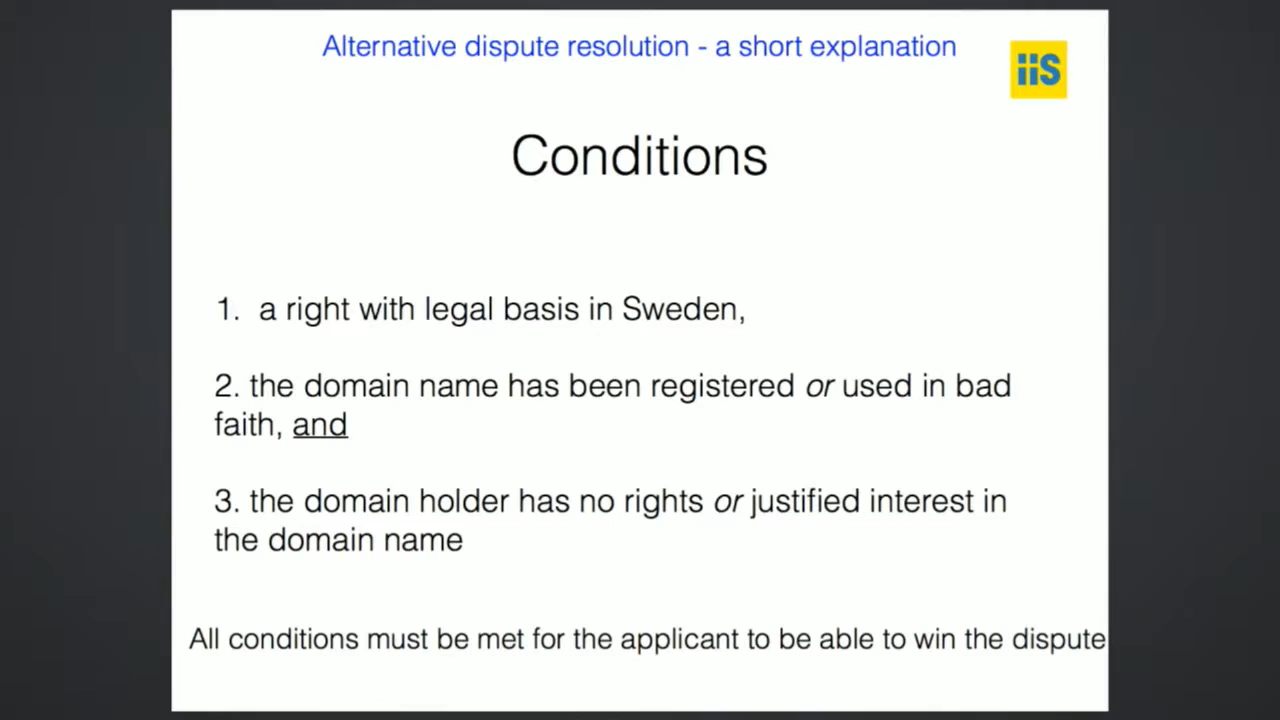 Alternative dispute resolution - a short explanation
iis
Conditions
1. a right with legal basis in Sweden,
2. the domain name has been registered or used in bad
faith, and
3. the domain holder has no rights or justified interest in
the domain name
All conditions must be met for the applicant to be able to win the dispute